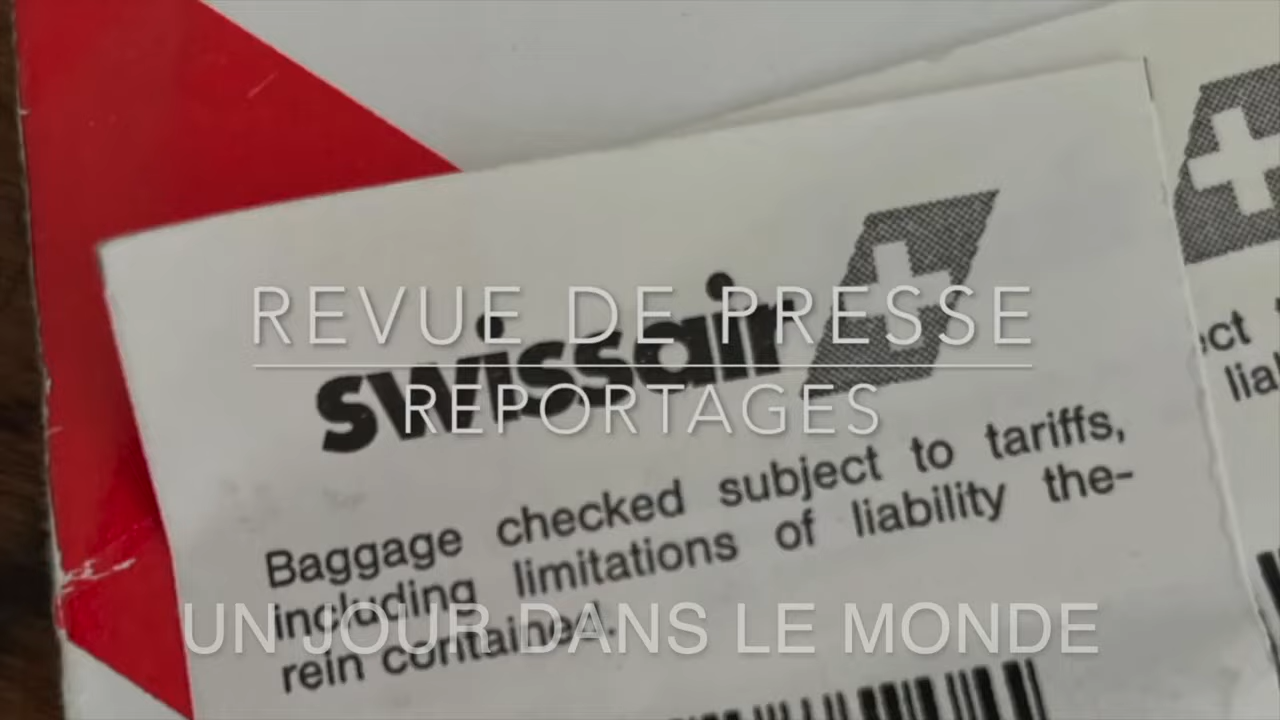 REVUE DE PRESSE
REPORTAGES
swissair
Baggage checked subject to tariffs,
including limitations of liability the-
rein contained.
UN JOUR DANS LE MONDE
ct
lia